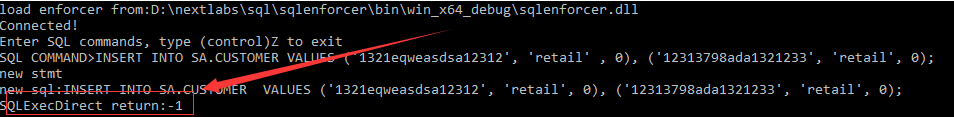 load enforcer from:D:\nextlabs\sql\sqlenforcer\bin\win_x64_debug\sqlenforcer.dll
Connected!
Enter SQL commands, type (control)Z to exit
SQL COMMAND>INSERT INTO SA.CUSTOMER VALUES ('1321eqweasdsa12312', 'retail' , 0), ('12313798ada1321233', 'retail', 0);
new stmt
new sql:INSERT INTO SA.CUSTOMER  VALUES ('1321eqweasdsa12312', 'retail', 0), ('12313798ada1321233', 'retail', 0);
SQLExecDirect return:-1